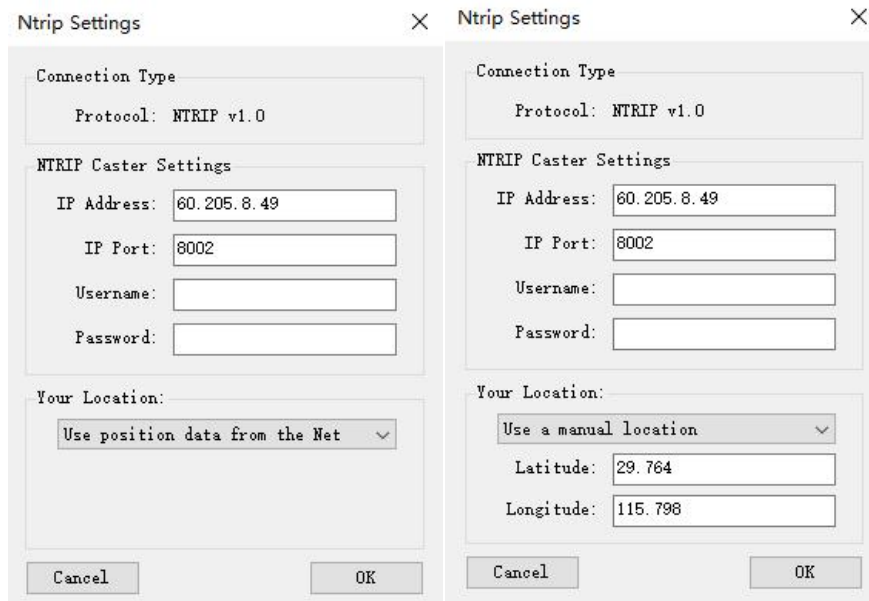 Ntrip Settings
Connection Type
Protocol: NTRIP v1.0
NTRIP Caster Settings
IP Address: 60.205.8.49
IP Port: 8002
Username:
Password:
Your Location:
Use position data from the Net
Cancel OK
Ntrip Settings
Connection Type
Protocol: NTRIP v1.0
NTRIP Caster Settings
IP Address: 60.205.8.49
IP Port: 8002
Username:
Password:
Your Location:
Use a manual location
Latitude: 29.764
Longitude: 115.798
Cancel OK